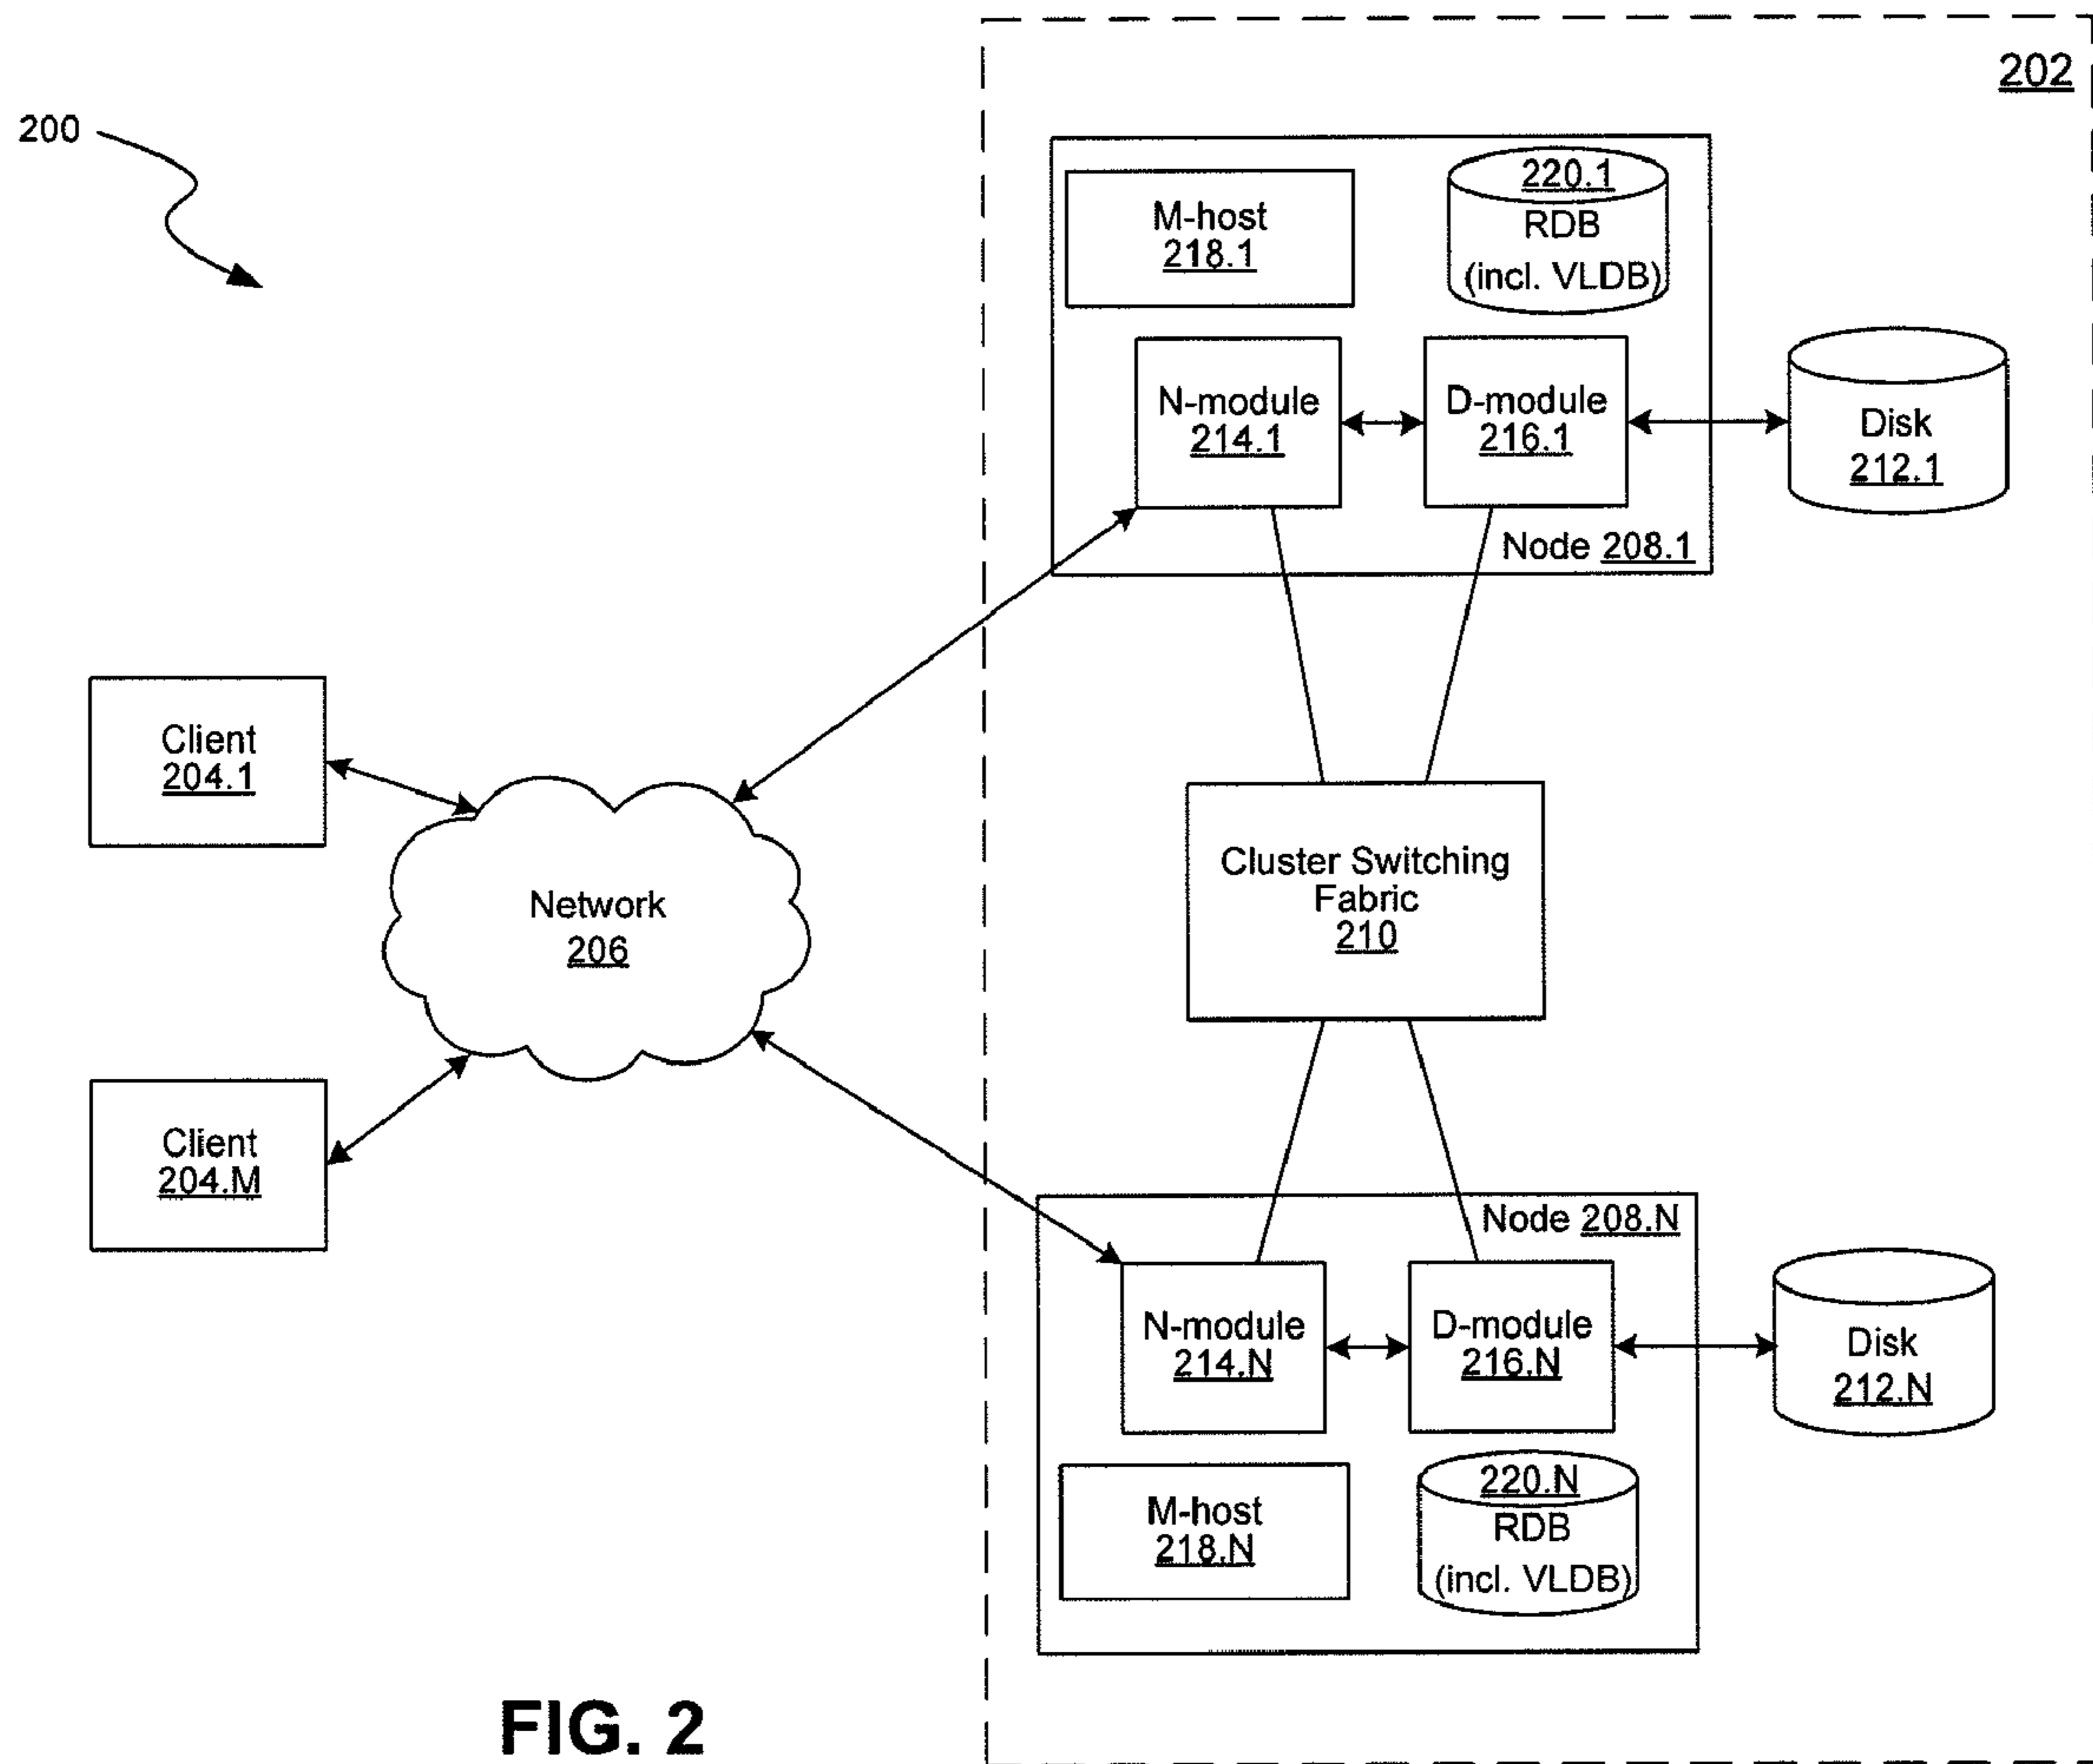 202
200
220.1
RDB
(incl. VLDB)
M-host
218.1
N-module
214.1
D-module
216.1
Disk
212.1
Node 208.1
Client
204.1
Network
206
Cluster Switching
Fabric
210
Client
204.M
Node 208.N
N-module
214.N
D-module
216.N
Disk
212.N
M-host
218.N
220.N
RDB
(incl. VLDB)
FIG. 2